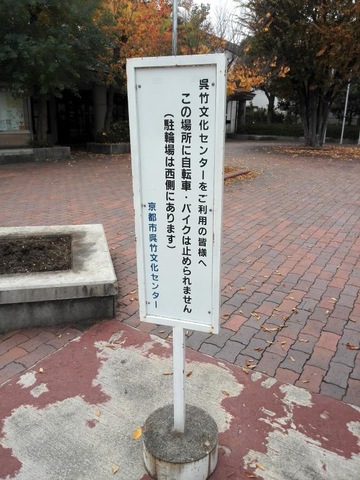 呉竹文化センターをご利用の皆様へ
この場所に自転車・バイクは止められません
(駐輪場は西側にあります)
京都市呉竹文化センター